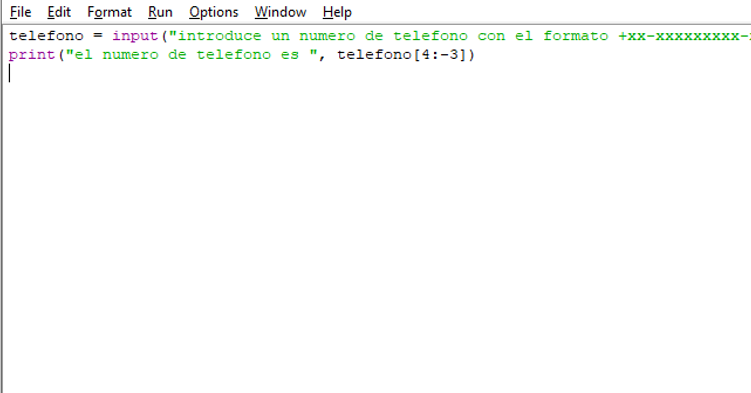 File Edit Format Run Options Window Help
telefono = input("introduce un numero de telefono con el formato +xx-xxxxxxxxx-
print("el numero de telefono es ", telefono[4:-3])